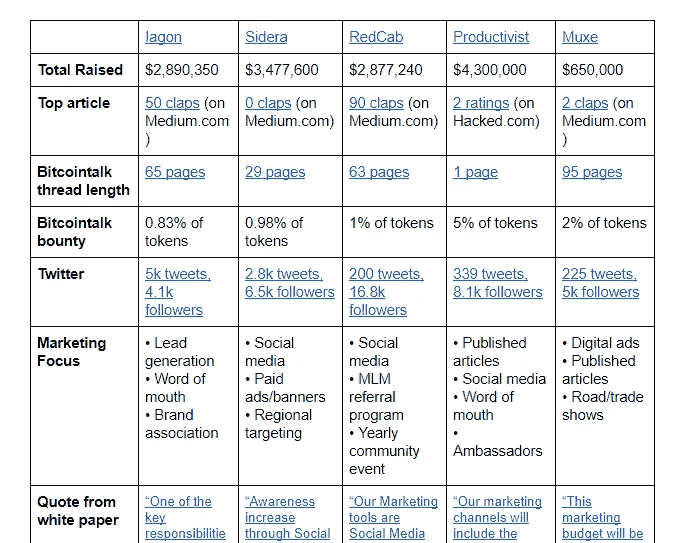 Iagon Sidera RedCab Productivist Muxe
Total Raised $2,890,350 $3,477,600 $2,877,240 $4,300,000 $650,000
Top article 50 claps (on 0 claps (on 90 claps (on 2 ratings (on 2 claps (on
Medium.com Medium.com) Medium.com) Hacked.com) Medium.com
) )
Bitcointalk 65 pages 29 pages 63 pages 1 page 95 pages
thread length
Bitcointalk 0.83% of 0.98% of 1% of tokens 5% of tokens 2% of tokens
bounty tokens tokens
Twitter 5k tweets, 2.8k tweets, 200 tweets, 339 tweets, 225 tweets,
4.1k 6.5k followers 16.8k 8.1k followers 5k followers
followers followers
Marketing • Lead • Social • Social • Published • Digital ads
Focus generation media media articles • Published
• Word of • Paid • MLM • Social media articles
mouth ads/banners referral • Word of • Road/trade
• Brand • Regional program mouth shows
association targeting • Yearly •
community Ambassadors
event
Quote from “One of the “Awareness “Our Marketing “Our marketing “This
white paper key increase tools are channels will marketing
responsibilitie through Social Social Media include the budget will be